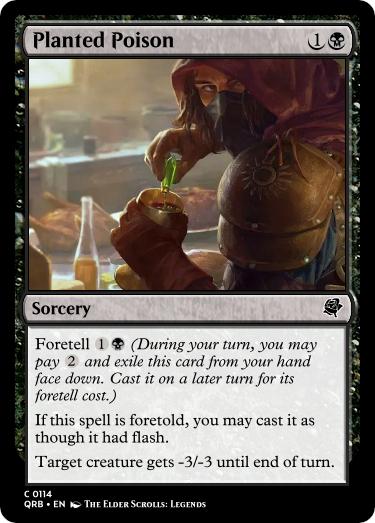 Planted Poison 1
Sorcery
Foretell 1 (During your turn, you may
pay 2 and exile this card from your hand
face down. Cast it on a later turn for its
foretell cost.)
If this spell is foretold, you may cast it as
though it had flash.
Target creature gets -3/-3 until end of turn.
C 0114
QRB • EN The Elder Scrolls: Legends